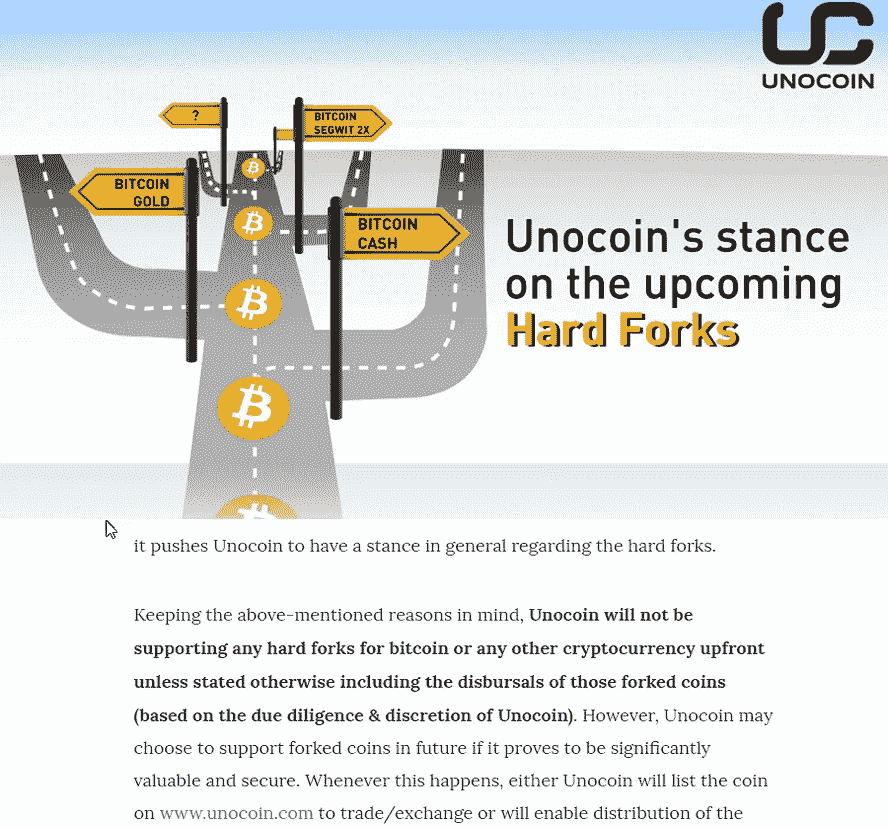 UNOCOIN
?
BITCOIN
SEGWIT 2X
BITCOIN
GOLD
BITCOIN
CASH
Unocoin's stance
on the upcoming
Hard Forks
it pushes Unocoin to have a stance in general regarding the hard forks.
Keeping the above-mentioned reasons in mind, Unocoin will not be
supporting any hard forks for bitcoin or any other cryptocurrency upfront
unless stated otherwise including the disbursals of those forked coins
(based on the due diligence & discretion of Unocoin). However, Unocoin may
choose to support forked coins in future if it proves to be significantly
valuable and secure. Whenever this happens, either Unocoin will list the coin
on www.unocoin.com to trade/exchange or will enable distribution of the